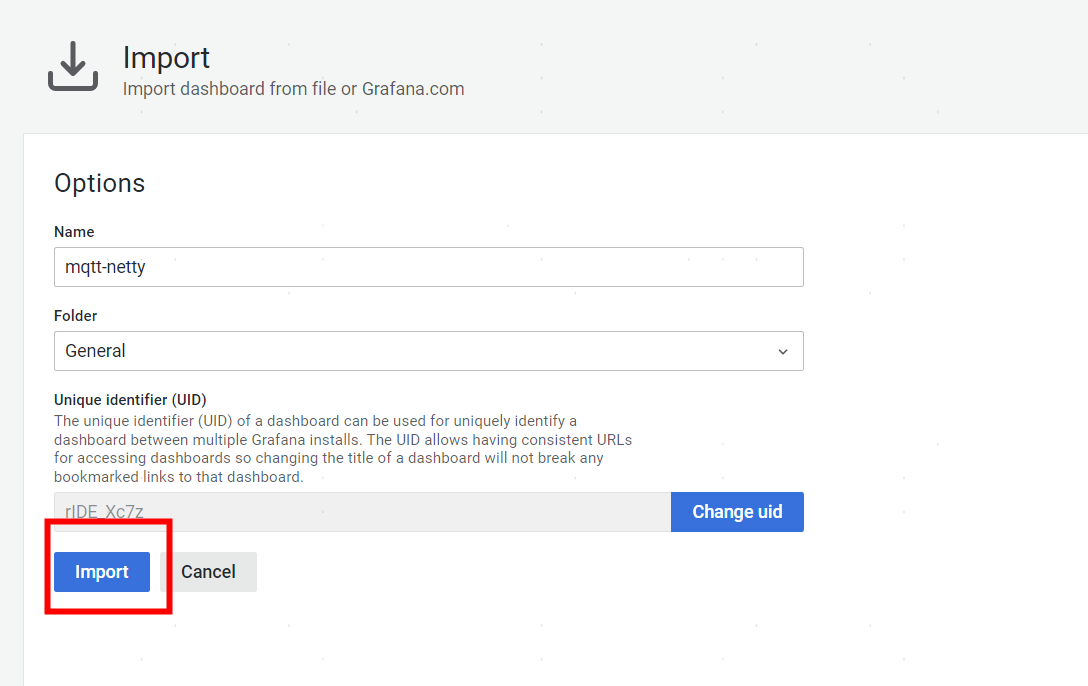 Import
Import dashboard from file or Grafana.com
Options
Name
mqtt-netty
Folder
General
Unique identifier (UID)
The unique identifier (UID) of a dashboard can be used for uniquely identify a
dashboard between multiple Grafana installs. The UID allows having consistent URLs
for accessing dashboards so changing the title of a dashboard will not break any
bookmarked links to that dashboard.
rIDE_Xc7z
Change uid
Import
Cancel